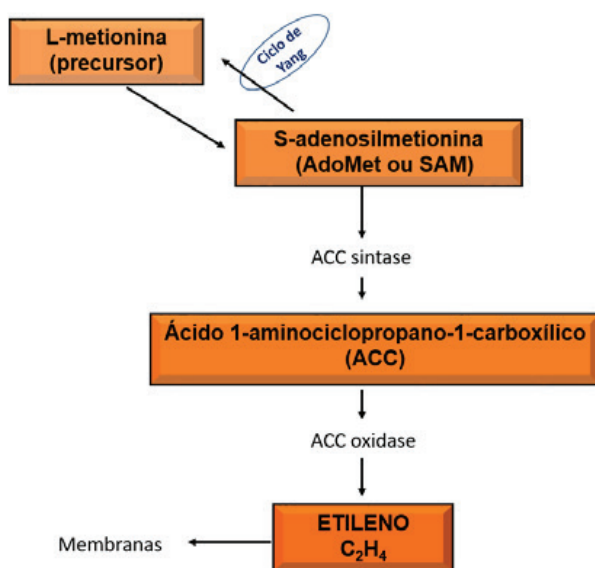 L-metionina
(precursor)
Ciclo de
Yang
S-adenosilmetionina
(AdoMet ou SAM)
ACC sintase
Ácido 1-aminociclopropano-1-carboxílico
(ACC)
ACC oxidase
ETILENO
C₂H₄
Membranas